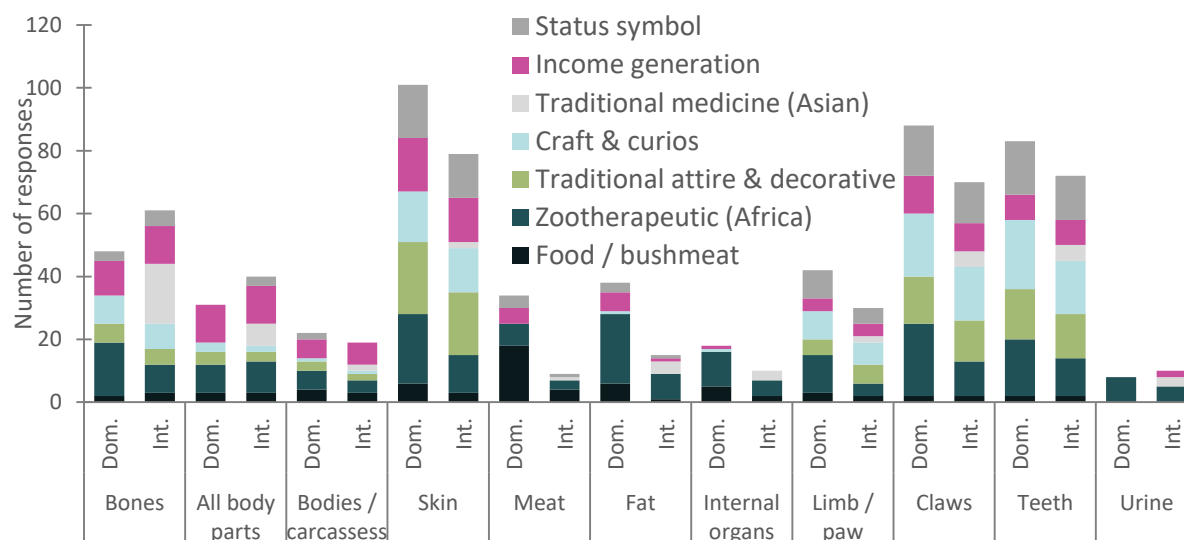 120
100
80
60
40
20
0
Number of responses
Status symbol
Income generation
Traditional medicine (Asian)
Craft & curios
Traditional attire & decorative
Zootherapeutic (Africa)
Food / bushmeat
Dom. Int. Dom. Int. Dom. Int. Dom. Int. Dom. Int. Dom. Int. Dom. Int. Dom. Int. Dom. Int. Dom. Int. Dom. Int.
Bones All body Bodies / Skin Meat Fat Internal Limb / Claws Teeth Urine
parts carcassess organs paw